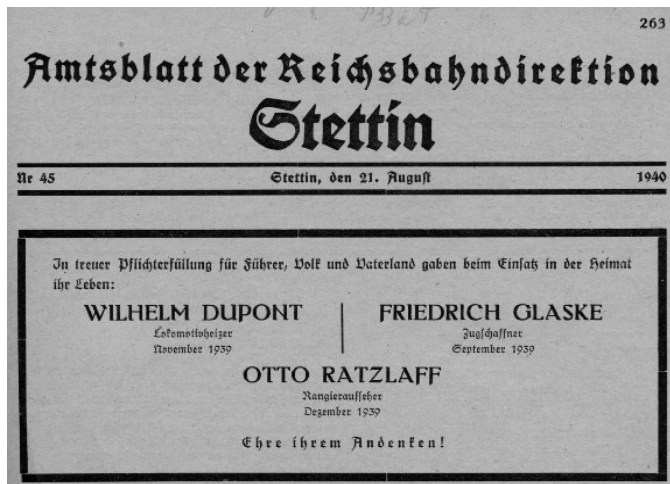 263
Amtsblatt der Reichsbahndirektion
Stettin
Nr 45 Stettin, den 21. August 1940
In treuer Pflichterfüllung für Führer, Volk und Vaterland gaben beim Einsatz in der Heimat
ihr Leben:
WILHELM DUPONT
Lokomotivheizer
November 1939
FRIEDRICH GLASKE
Zugschaffner
September 1939
OTTO RATZLAFF
Rangieraufseher
Dezember 1939
Ehre ihrem Andenken!